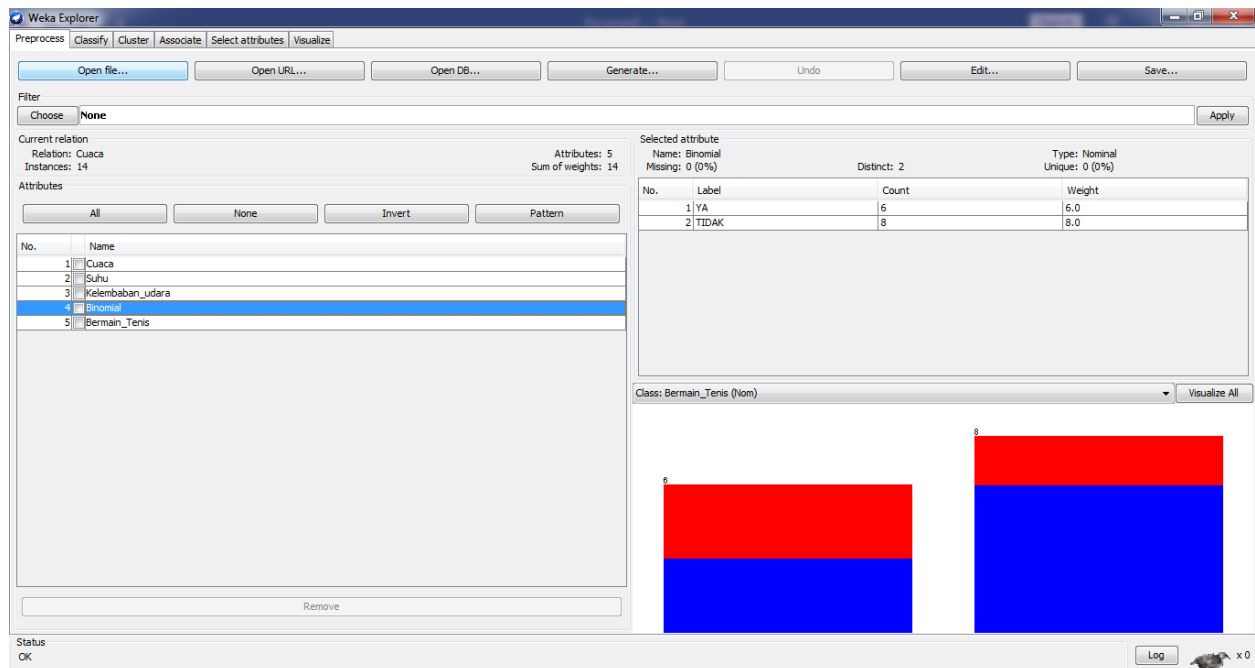 Weka Explorer
Preprocess Classify Cluster Associate Select attributes Visualize
Open file... Open URL... Open DB... Generate... Undo Edit... Save...
Filter
Choose None Apply
Current relation
Relation: Cuaca Attributes: 5
Instances: 14 Sum of weights: 14
Attributes
All None Invert Pattern
No. Name
1 Cuaca
2 Suhu
3 Kelembaban_udara
4 Binomial
5 Bermain_Tenis
Remove
Selected attribute
Name: Binomial Type: Nominal
Missing: 0 (0%) Distinct: 2 Unique: 0 (0%)
No. Label Count Weight
1 YA 6 6.0
2 TIDAK 8 8.0
Class: Bermain_Tenis (Nom) Visualize All
6
8
Status
OK
Log x 0